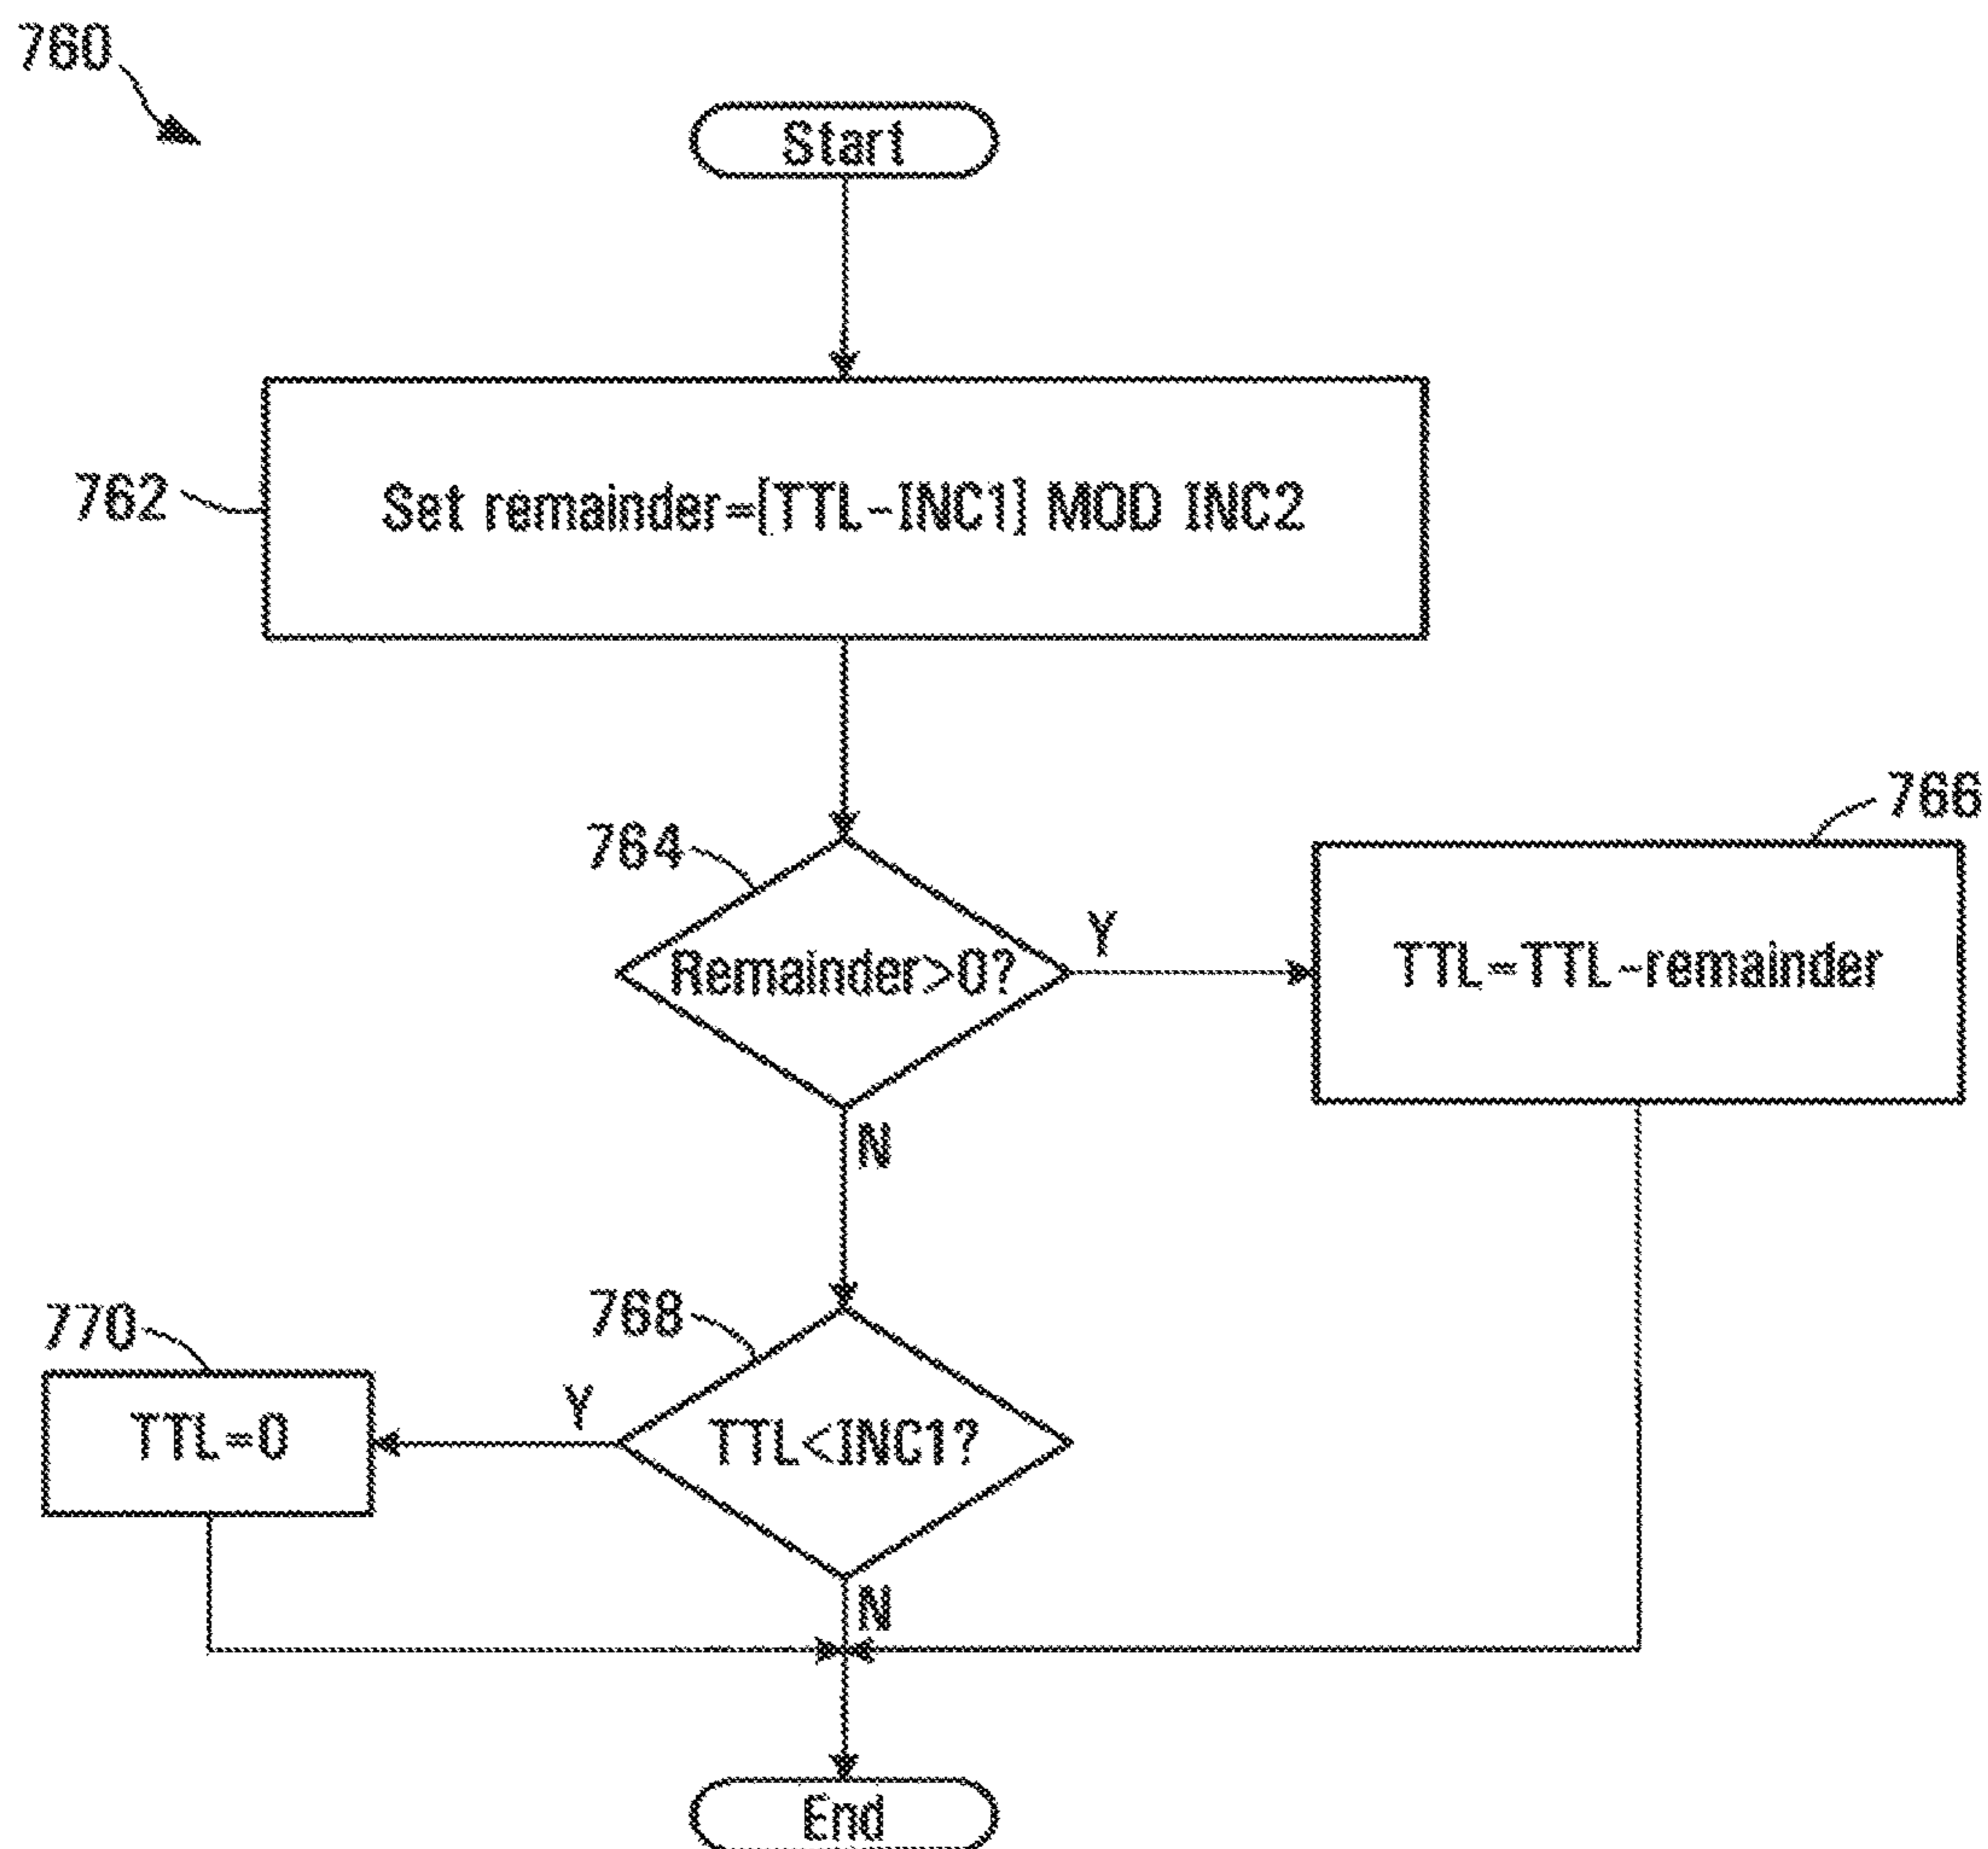 760
Start
762
Set remainder=[TTL-INC1] MOD INC2
764
Remainder>0?
Y
766
TTL=TTL-remainder
N
768
TTL<INC1?
Y
770
TTL=0
N
End